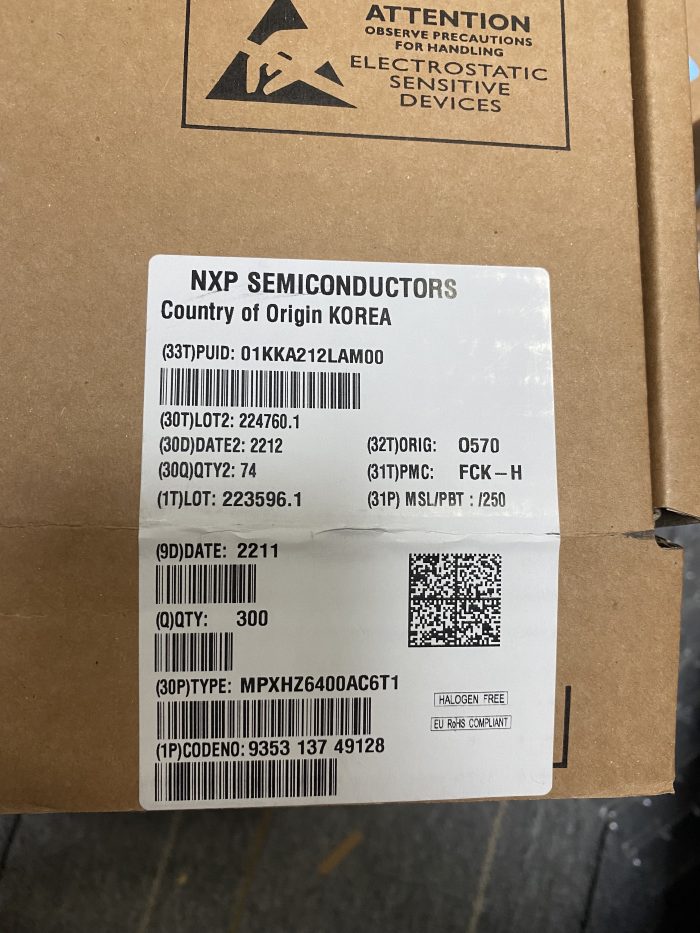 ATTENTION
OBSERVE PRECAUTIONS
FOR HANDLING
ELECTROSTATIC
SENSITIVE
DEVICES
NXP SEMICONDUCTORS
Country of Origin KOREA
(33T)PUID: 01KKA212LAM00
(30T)LOT2: 224760.1
(30D)DATE2: 2212 (32T)ORIG: 0570
(30Q)QTY2: 74 (31T)PMC: FCK-H
(1T)LOT: 223596.1 (31P) MSL/PBT : /250
(9D)DATE: 2211
(Q)QTY: 300
(30P)TYPE: MPXHZ6400AC6T1
HALOGEN FREE
EU RoHS COMPLIANT
(1P)CODENO: 9353 137 49128